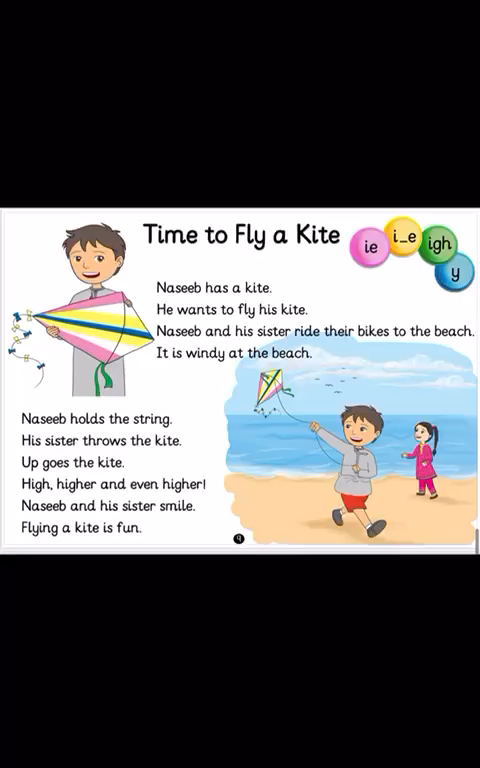 Time to Fly a Kite
ie
i_e
igh
y
Naseeb has a kite.
He wants to fly his kite.
Naseeb and his sister ride their bikes to the beach.
It is windy at the beach.
Naseeb holds the string.
His sister throws the kite.
Up goes the kite.
High, higher and even higher!
Naseeb and his sister smile.
Flying a kite is fun.